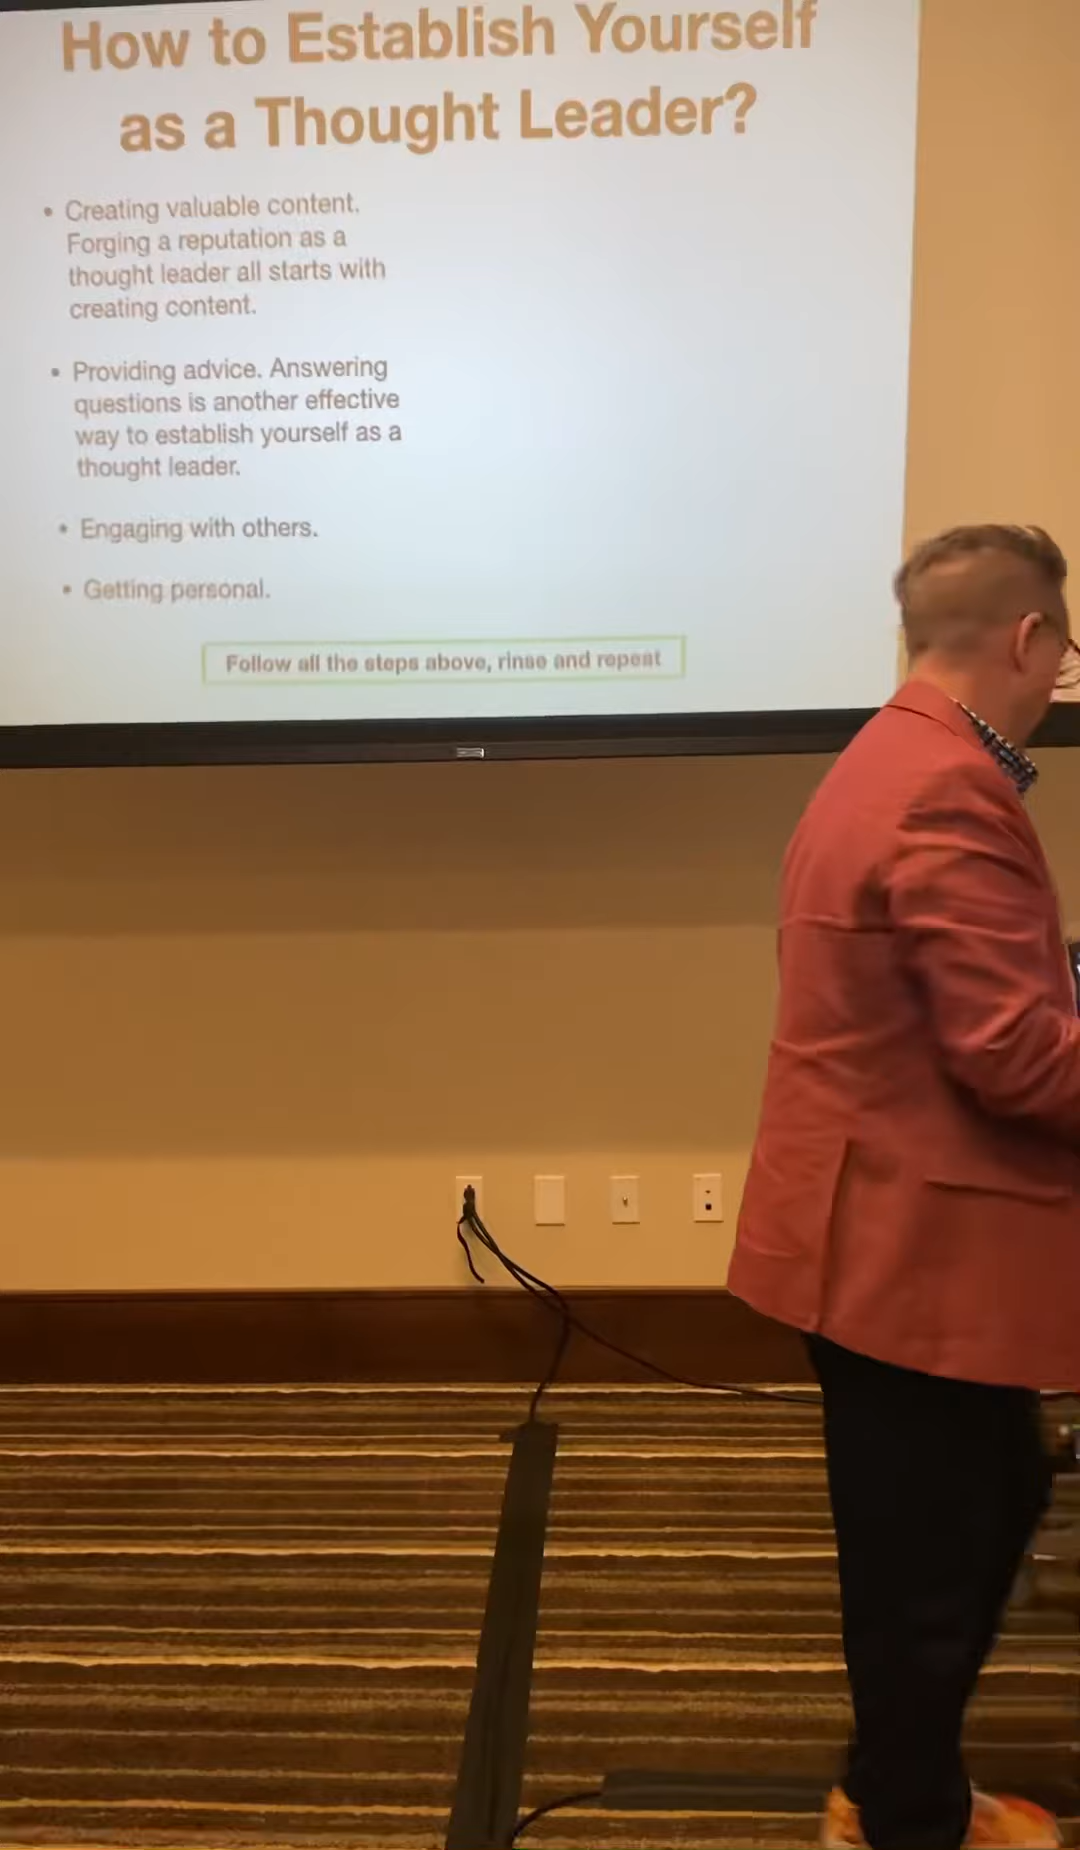 How to Establish Yourself
as a Thought Leader?
• Creating valuable content.
Forging a reputation as a
thought leader all starts with
creating content.
• Providing advice. Answering
questions is another effective
way to establish yourself as a
thought leader.
• Engaging with others.
• Getting personal.
Follow all the steps above, rinse and repeat